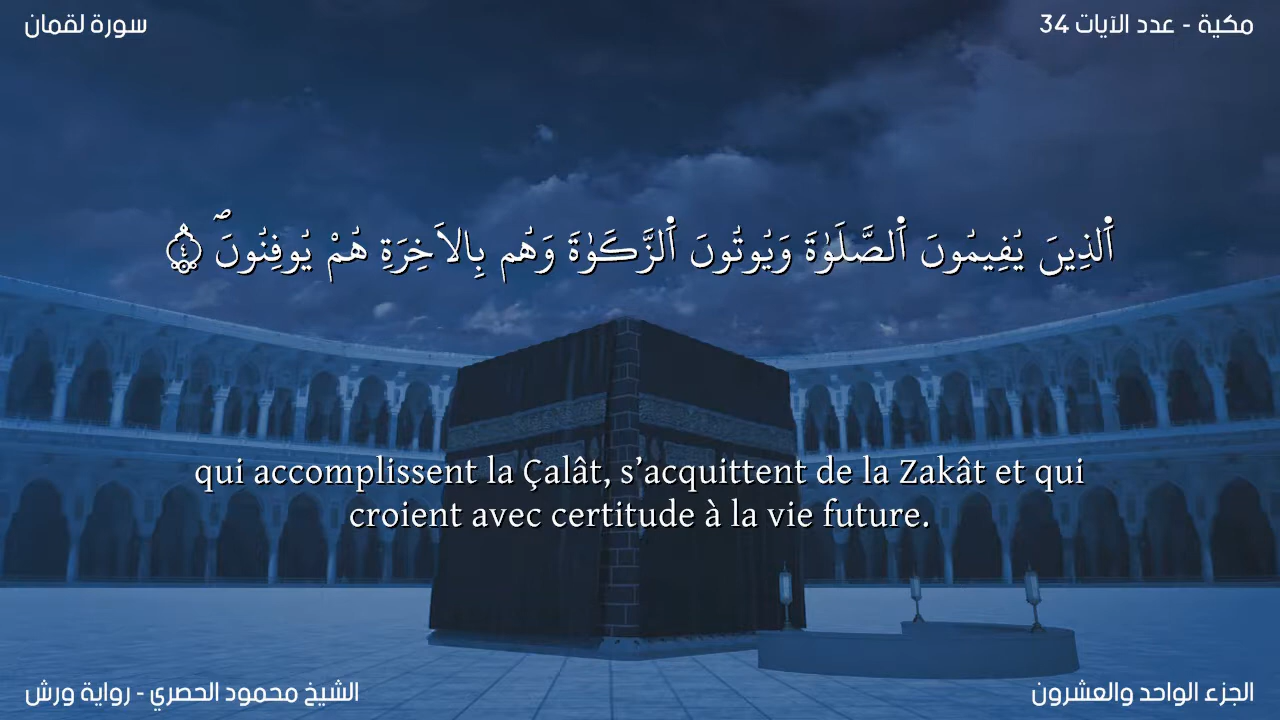 سورة لقمان
مكية - عدد الآيات 34
اَ۬لذِينَ يُقِيمُونَ اَ۬لصَّلَوٰةَ وَيُوتُونَ اَ۬لزَّكَوٰةَ وَهُم بِالَاخِرَةِ هُمْ يُوقِنُونَۖ ٤
qui accomplissent la Çalât, s’acquittent de la Zakât et qui
croient avec certitude à la vie future.
الشيخ محمود الحصري - رواية ورش
الجزء الواحد والعشرون